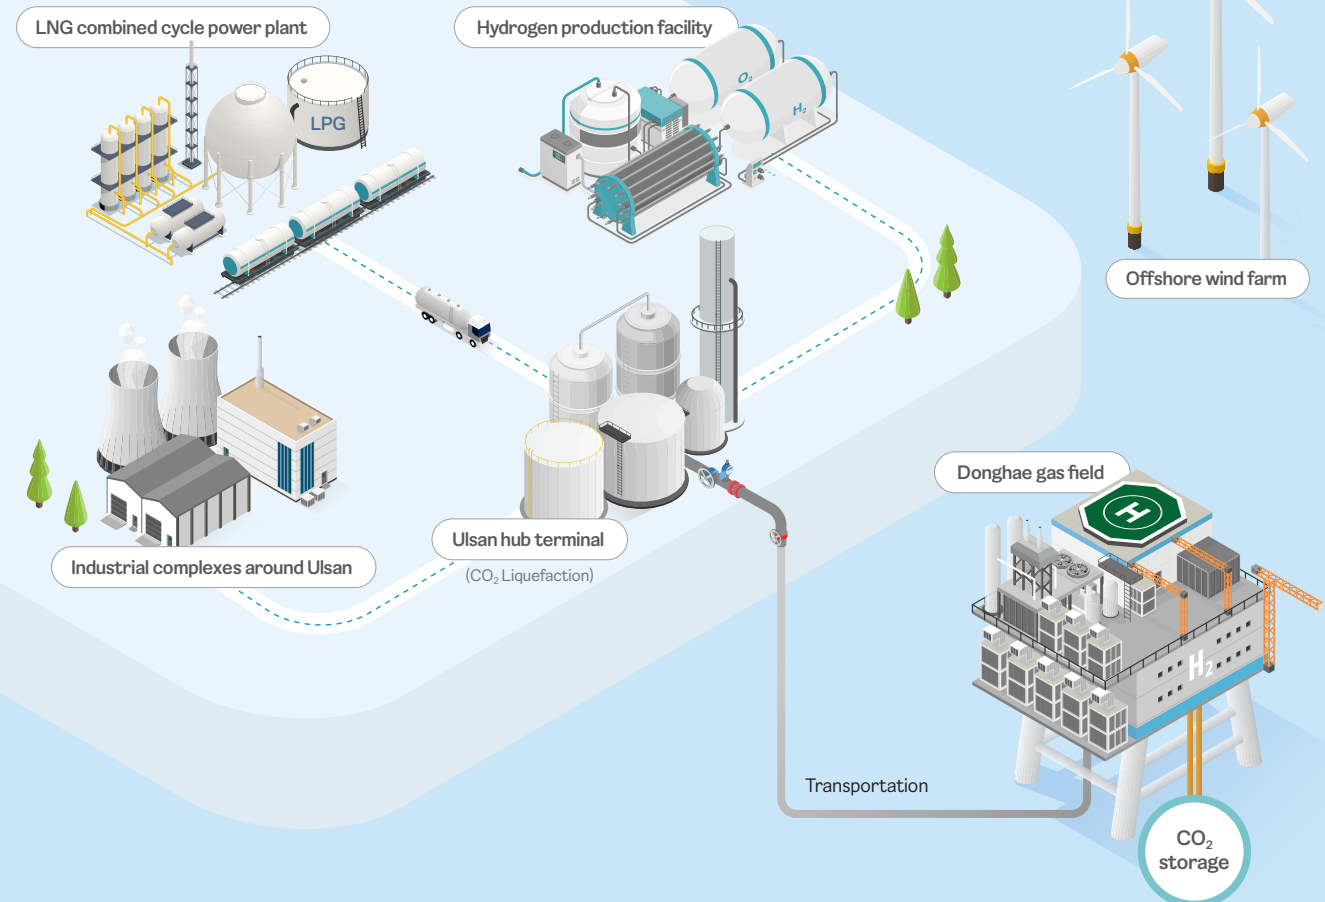 LNG combined cycle power plant
Hydrogen production facility
O₂
H₂
LPG
Offshore wind farm
Donghae gas field
H
Ulsan hub terminal
(CO₂ Liquefaction)
Industrial complexes around Ulsan
H₂
Transportation
CO₂
storage